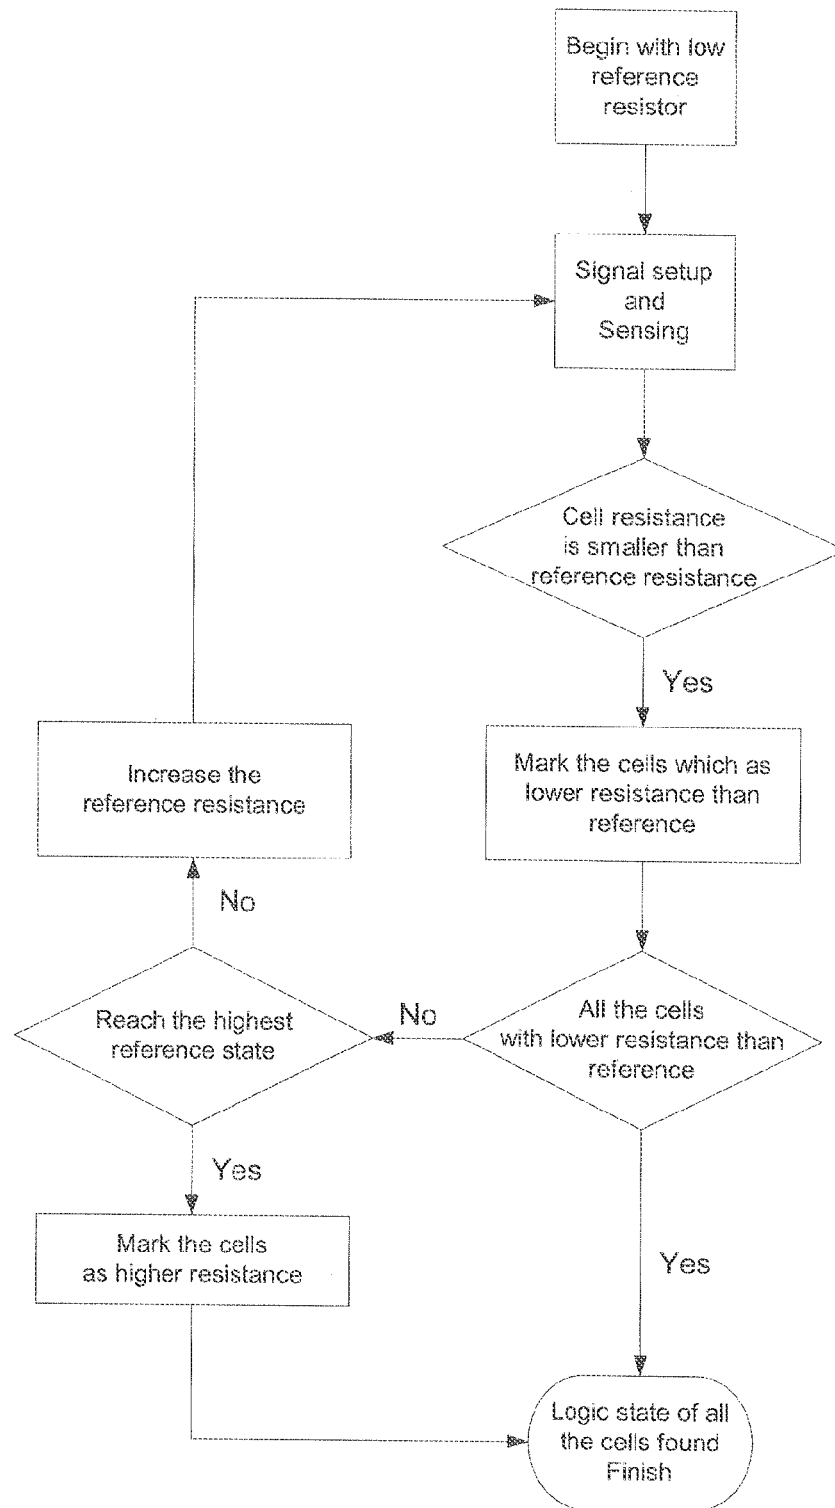 Begin with low
reference
resistor
Signal setup
and
Sensing
Cell resistance
is smaller than
reference resistance
Yes
Mark the cells which as
lower resistance than
reference
Increase the
reference resistance
No
All the cells
with lower resistance than
reference
No
Reach the highest
reference state
Yes
Mark the cells
as higher resistance
Yes
Logic state of all
the cells found
Finish